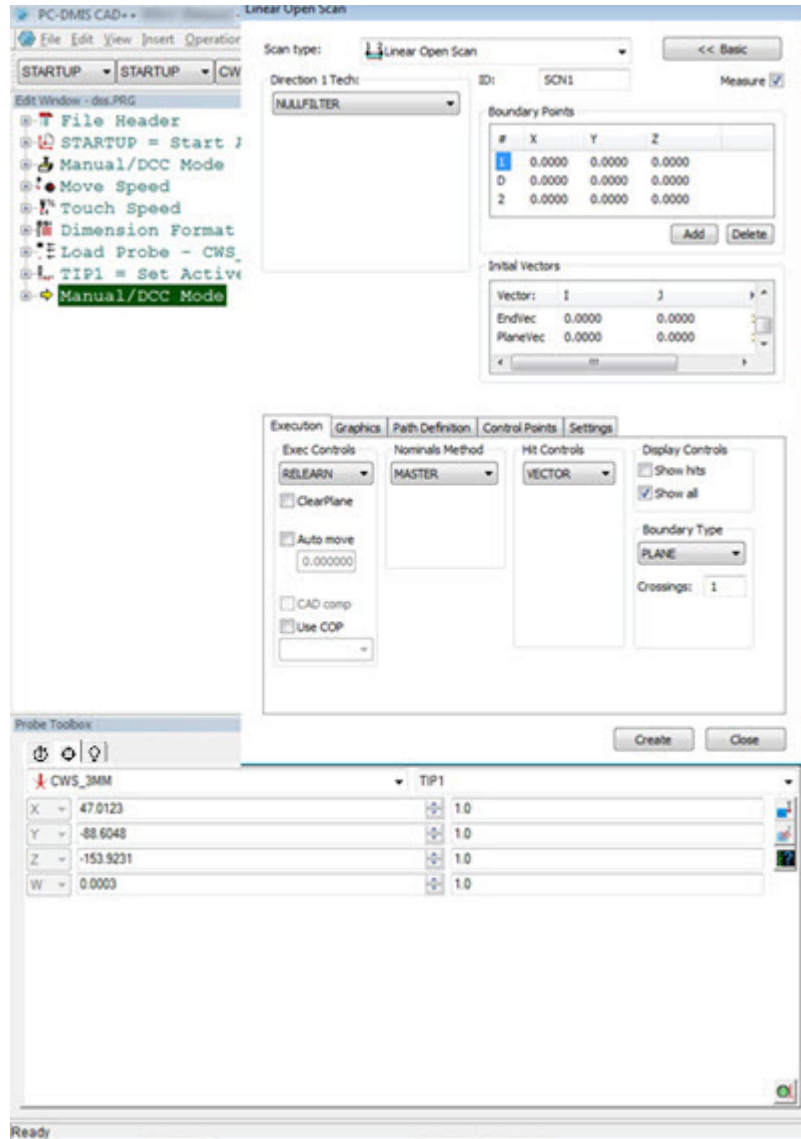 PC-DMIS CAD++
Linear Open Scan
File Edit View Insert Operation
STARTUP STARTUP CW
Edit Window - dss.PRG
File Header
STARTUP = Start
Manual/DCC Mode
Move Speed
Touch Speed
Dimension Format
Load Probe - CWS_
TIP1 = Set Active
Manual/DCC Mode
Scan type: Linear Open Scan << Basic
Direction 1 Tech: ID: SCN1 Measure
NULLFILTER
Boundary Points
# X Y Z
1 0.0000 0.0000 0.0000
D 0.0000 0.0000 0.0000
2 0.0000 0.0000 0.0000
Add Delete
Initial Vectors
Vector: I J
EndVec 0.0000 0.0000
PlaneVec 0.0000 0.0000
Execution Graphics Path Definition Control Points Settings
Exec Controls Nominals Method Hit Controls Display Controls
RELEARN MASTER VECTOR Show hits
ClearPlane Show all
Auto move Boundary Type
0.000000 PLANE
CAD comp Crossings: 1
Use COP
Create Close
Probe Toolbox
CWS_3MM TIP1
X 47.0123 1.0
Y -88.6048 1.0
Z -153.9231 1.0
W 0.0003 1.0
Ready